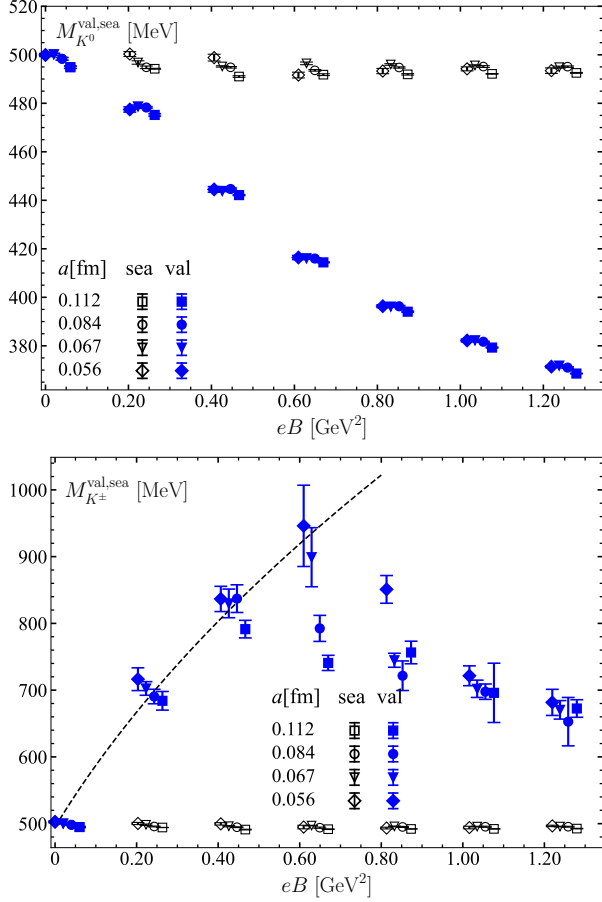 520
M_{K^0}^{val,sea} [MeV]
500
480
460
440
420
400
380
a[fm] sea val
0.112
0.084
0.067
0.056
0 0.20 0.40 0.60 0.80 1.00 1.20
eB [GeV²]
M_{K^±}^{val,sea} [MeV]
1000
900
800
700
600
500
a[fm] sea val
0.112
0.084
0.067
0.056
0 0.20 0.40 0.60 0.80 1.00 1.20
eB [GeV²]